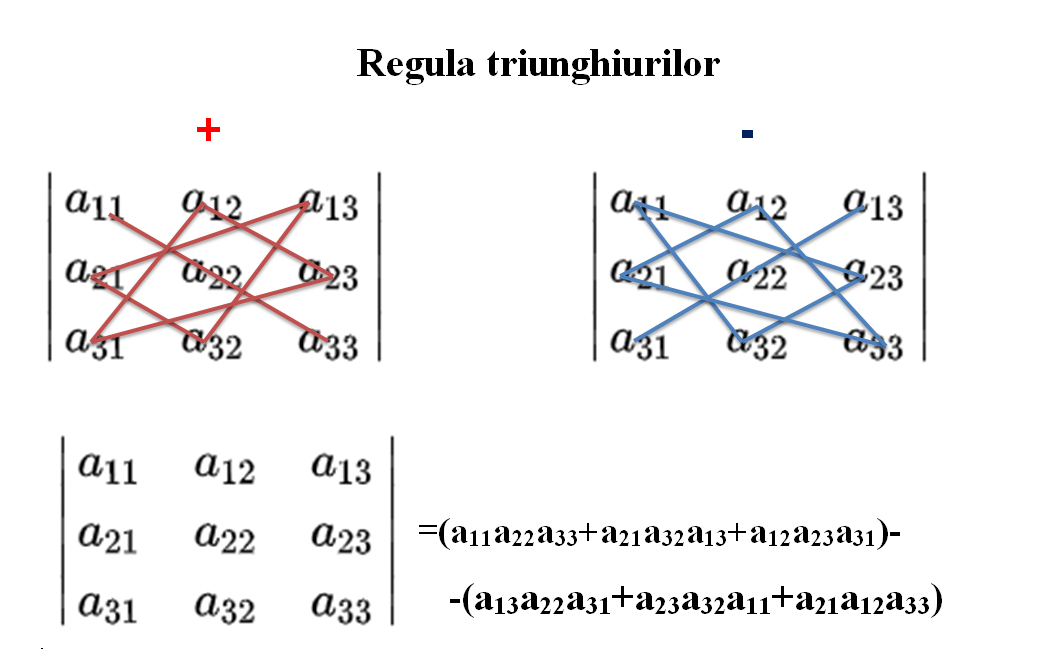 Regula triunghiurilor
+ -
a₁₁ a₁₂ a₁₃ a₁₁ a₁₂ a₁₃
a₂₁ a₂₂ a₂₃ a₂₁ a₂₂ a₂₃
a₃₁ a₃₂ a₃₃ a₃₁ a₃₂ a₃₃
a₁₁ a₁₂ a₁₃
a₂₁ a₂₂ a₂₃ =(a₁₁a₂₂a₃₃+a₂₁a₃₂a₁₃+a₁₂a₂₃a₃₁)-
a₃₁ a₃₂ a₃₃ -(a₁₃a₂₂a₃₁+a₂₃a₃₂a₁₁+a₂₁a₁₂a₃₃)